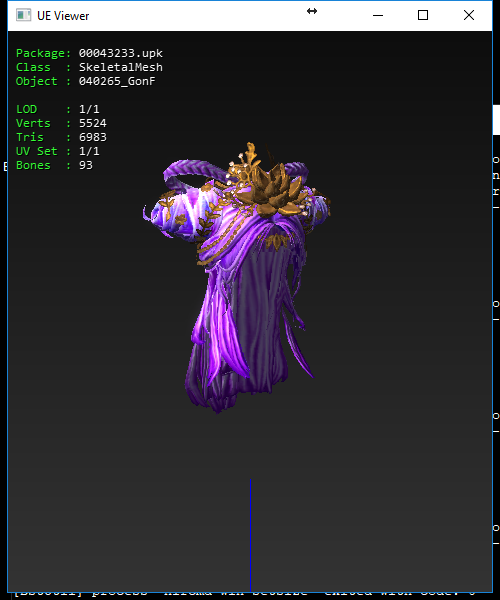 UE Viewer
Package: 00043233.upk
Class : SkeletalMesh
Object : 040265_GonF
LOD : 1/1
Verts : 5524
Tris : 6983
UV Set : 1/1
Bones : 93